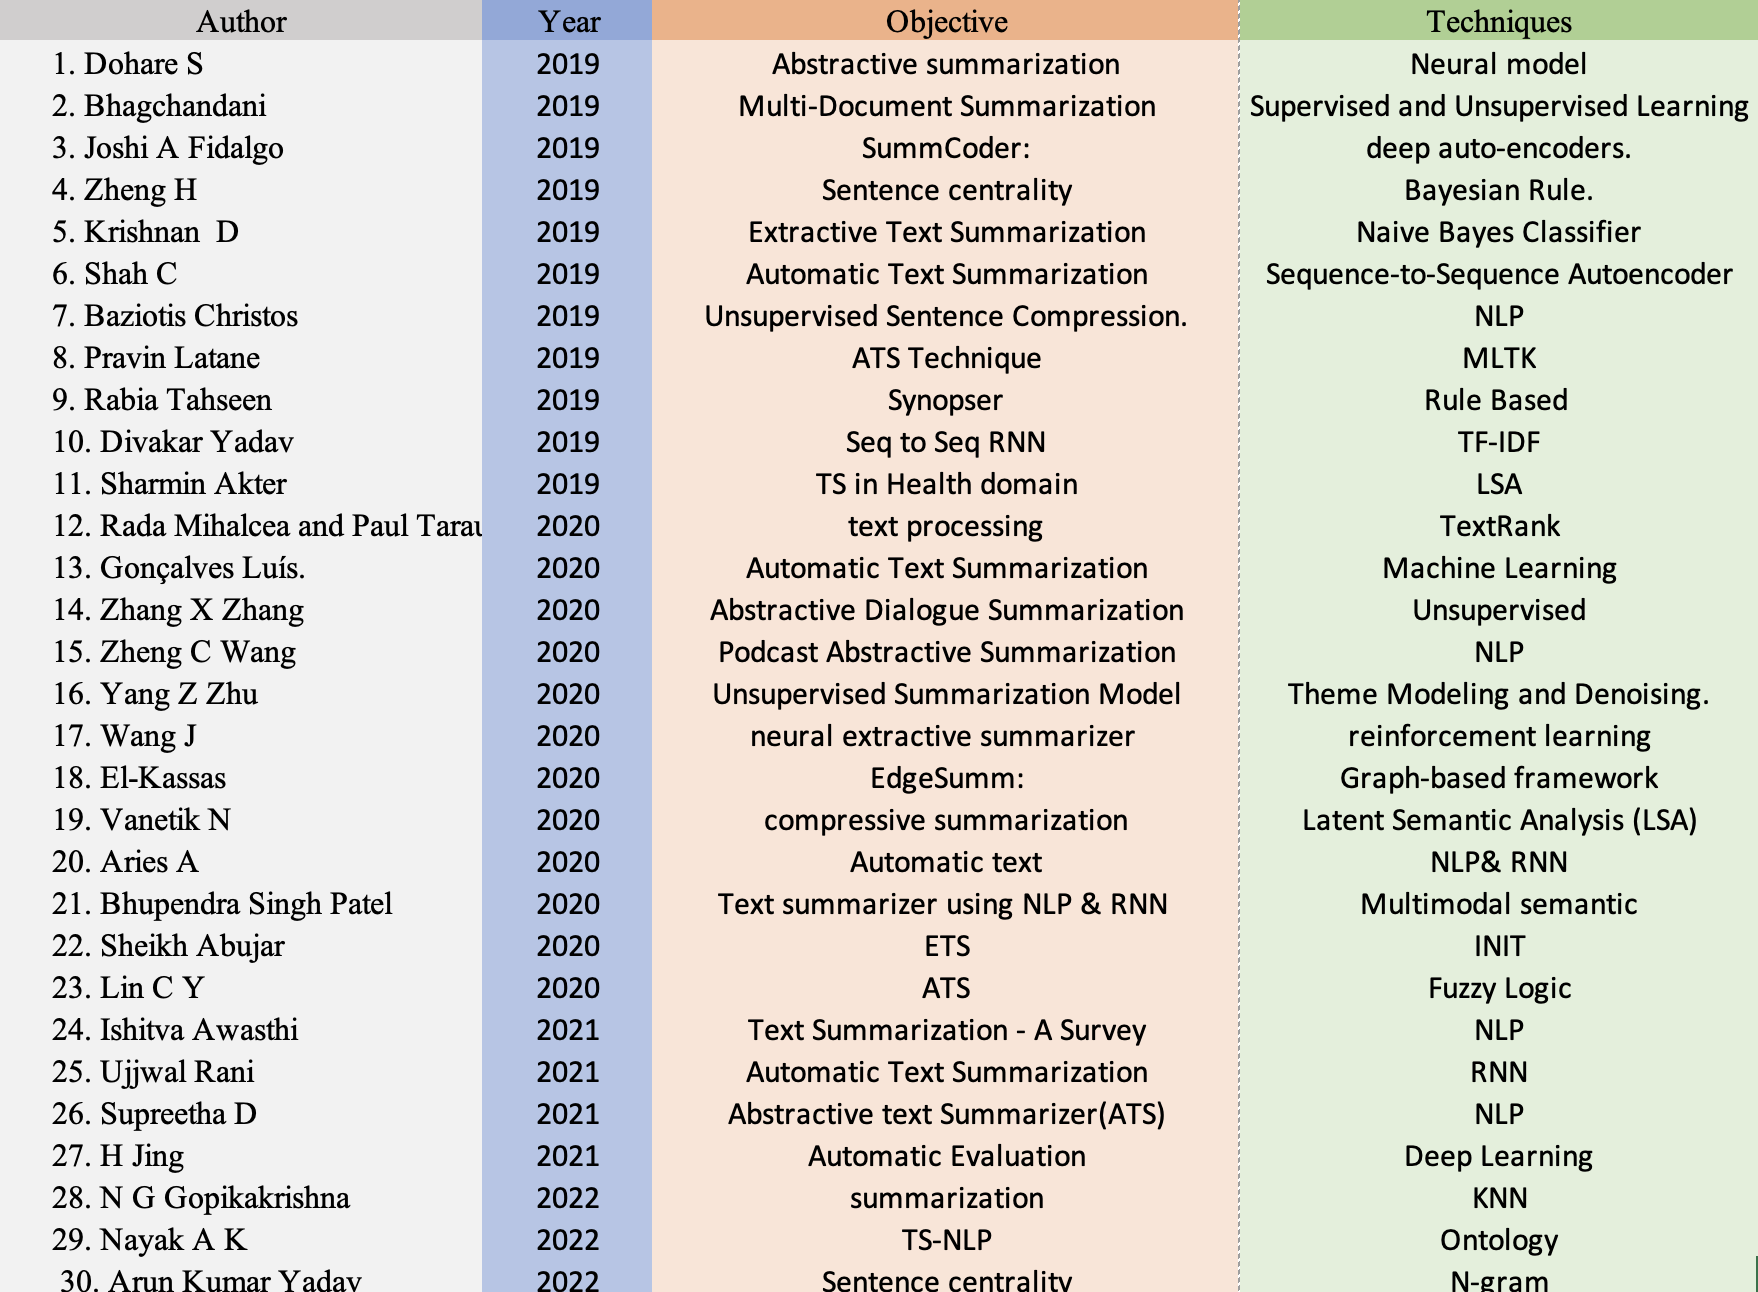 Author Year Objective Techniques
1. Dohare S 2019 Abstractive summarization Neural model
2. Bhagchandani 2019 Multi-Document Summarization Supervised and Unsupervised Learning
3. Joshi A Fidalgo 2019 SummCoder: deep auto-encoders.
4. Zheng H 2019 Sentence centrality Bayesian Rule.
5. Krishnan  D 2019 Extractive Text Summarization Naive Bayes Classifier
6. Shah C 2019 Automatic Text Summarization Sequence-to-Sequence Autoencoder
7. Baziotis Christos 2019 Unsupervised Sentence Compression. NLP
8. Pravin Latane 2019 ATS Technique MLTK
9. Rabia Tahseen 2019 Synopser Rule Based
10. Divakar Yadav 2019 Seq to Seq RNN TF-IDF
11. Sharmin Akter 2019 TS in Health domain LSA
12. Rada Mihalcea and Paul Tarau 2020 text processing TextRank
13. Gonçalves Luís. 2020 Automatic Text Summarization Machine Learning
14. Zhang X Zhang 2020 Abstractive Dialogue Summarization Unsupervised
15. Zheng C Wang 2020 Podcast Abstractive Summarization NLP
16. Yang Z Zhu 2020 Unsupervised Summarization Model Theme Modeling and Denoising.
17. Wang J 2020 neural extractive summarizer reinforcement learning
18. El-Kassas 2020 EdgeSumm: Graph-based framework
19. Vanetik N 2020 compressive summarization Latent Semantic Analysis (LSA)
20. Aries A 2020 Automatic text NLP& RNN
21. Bhupendra Singh Patel 2020 Text summarizer using NLP & RNN Multimodal semantic
22. Sheikh Abujar 2020 ETS INIT
23. Lin C Y 2020 ATS Fuzzy Logic
24. Ishitva Awasthi 2021 Text Summarization - A Survey NLP
25. Ujjwal Rani 2021 Automatic Text Summarization RNN
26. Supreetha D 2021 Abstractive text Summarizer(ATS) NLP
27. H Jing 2021 Automatic Evaluation Deep Learning
28. N G Gopikakrishna 2022 summarization KNN
29. Nayak A K 2022 TS-NLP Ontology
30. Arun Kumar Yadav 2022 Sentence centrality N-gram